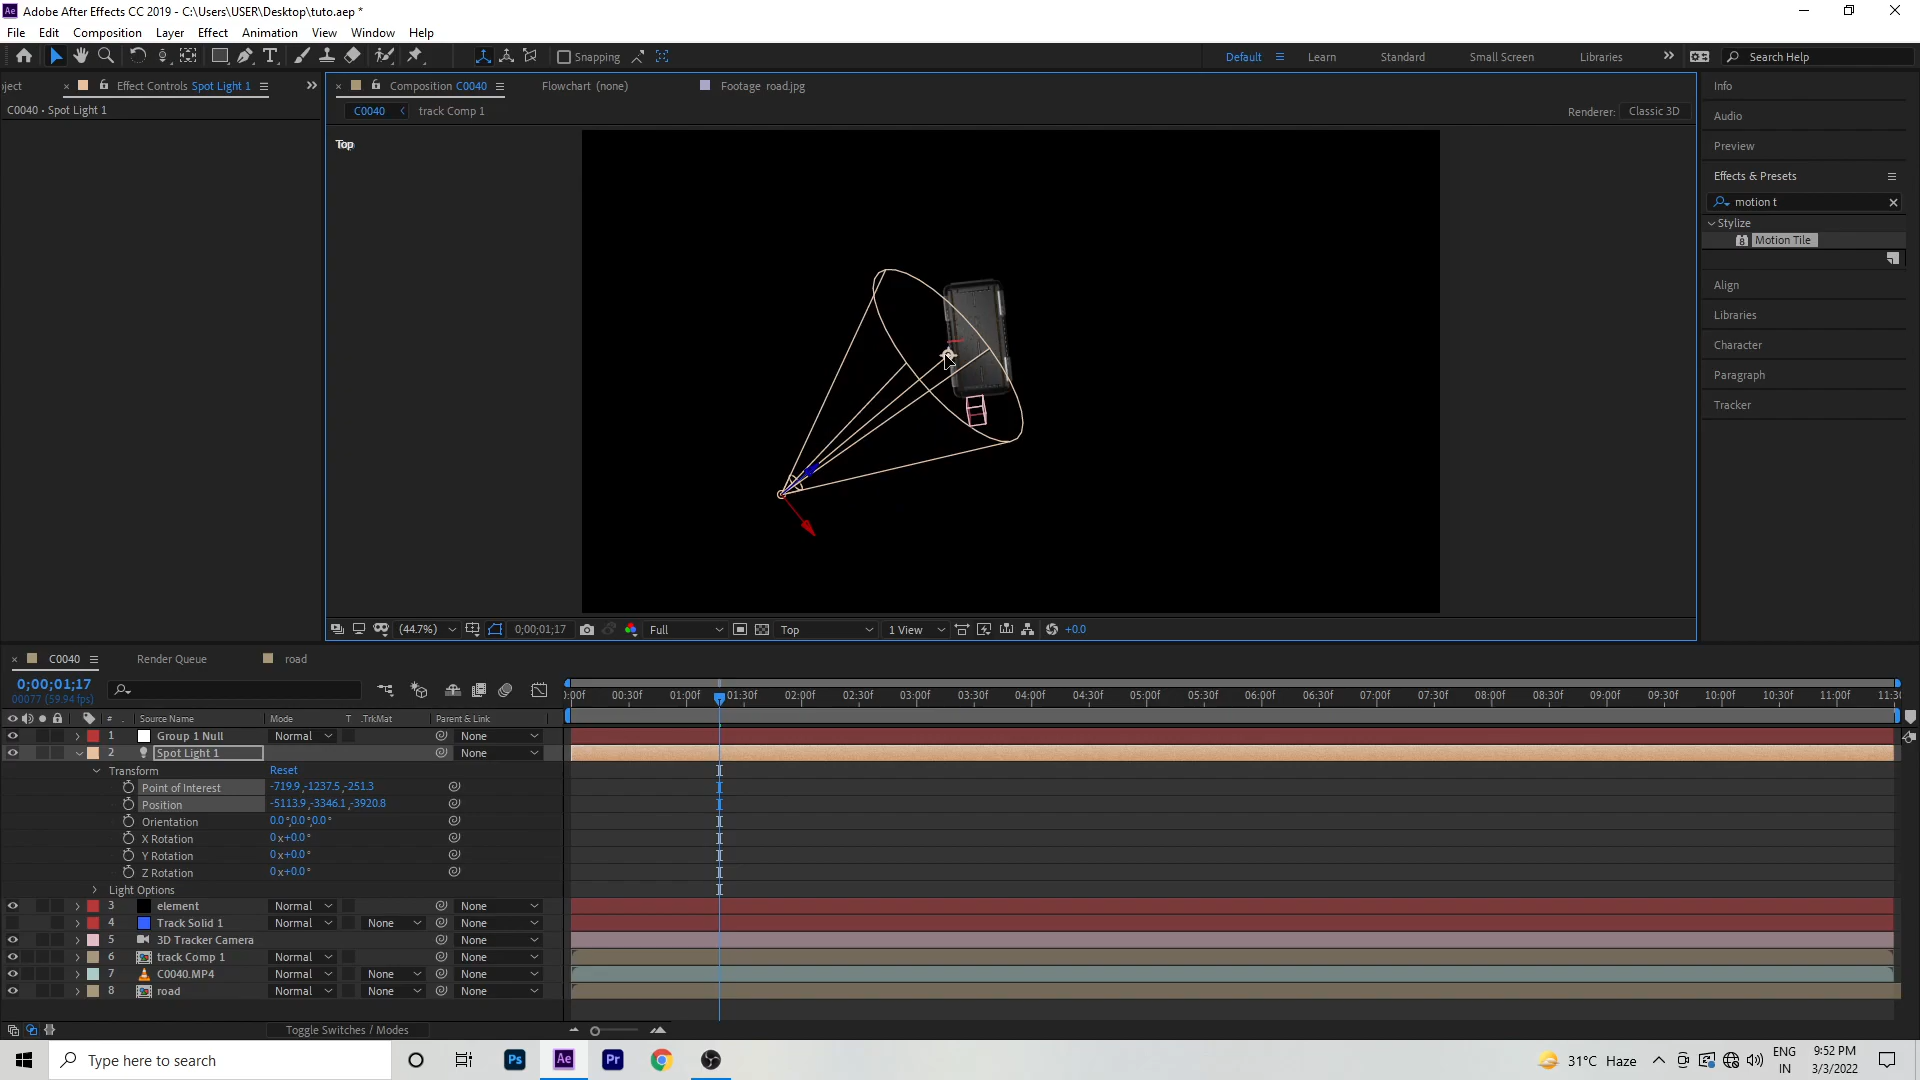 Adobe After Effects CC 2019 - C:\Users\USER\Desktop\tuto.aep *
File Edit Composition Layer Effect Animation View Window Help
Snapping Default Learn Standard Small Screen Libraries Search Help
ject Effect Controls Spot Light 1 Composition C0040 Flowchart (none) Footage road.jpg Info
C0040 • Spot Light 1 C0040 track Comp 1 Renderer: Classic 3D
Audio
Top
Preview
Effects & Presets
motion t
Stylize
Motion Tile
Align
Libraries
Character
Paragraph
Tracker
(44.7%) 0;00;01;17 Full Top 1 View +0.0
C0040 Render Queue road
0;00;01;17
00077 (59.94 fps)
:00f 00:30f 01:00f 01:30f 02:00f 02:30f 03:00f 03:30f 04:00f 04:30f 05:00f 05:30f 06:00f 06:30f 07:00f 07:30f 08:00f 08:30f 09:00f 09:30f 10:00f 10:30f 11:00f 11:30
# Source Name Mode T .TrkMat Parent & Link
1 Group 1 Null Normal None
2 Spot Light 1 None
Transform Reset
Point of Interest -719.9,-1237.5,-251.3
Position -5113.9,-3346.1,-3920.8
Orientation 0.0°,0.0°,0.0°
X Rotation 0x+0.0°
Y Rotation 0x+0.0°
Z Rotation 0x+0.0°
Light Options
3 element Normal None
4 Track Solid 1 Normal None None
5 3D Tracker Camera None
6 track Comp 1 Normal None
7 C0040.MP4 Normal None None
8 road Normal None None
Toggle Switches / Modes
Type here to search Ps Ae Pr 31°C Haze ENG IN 9:52 PM 3/3/2022